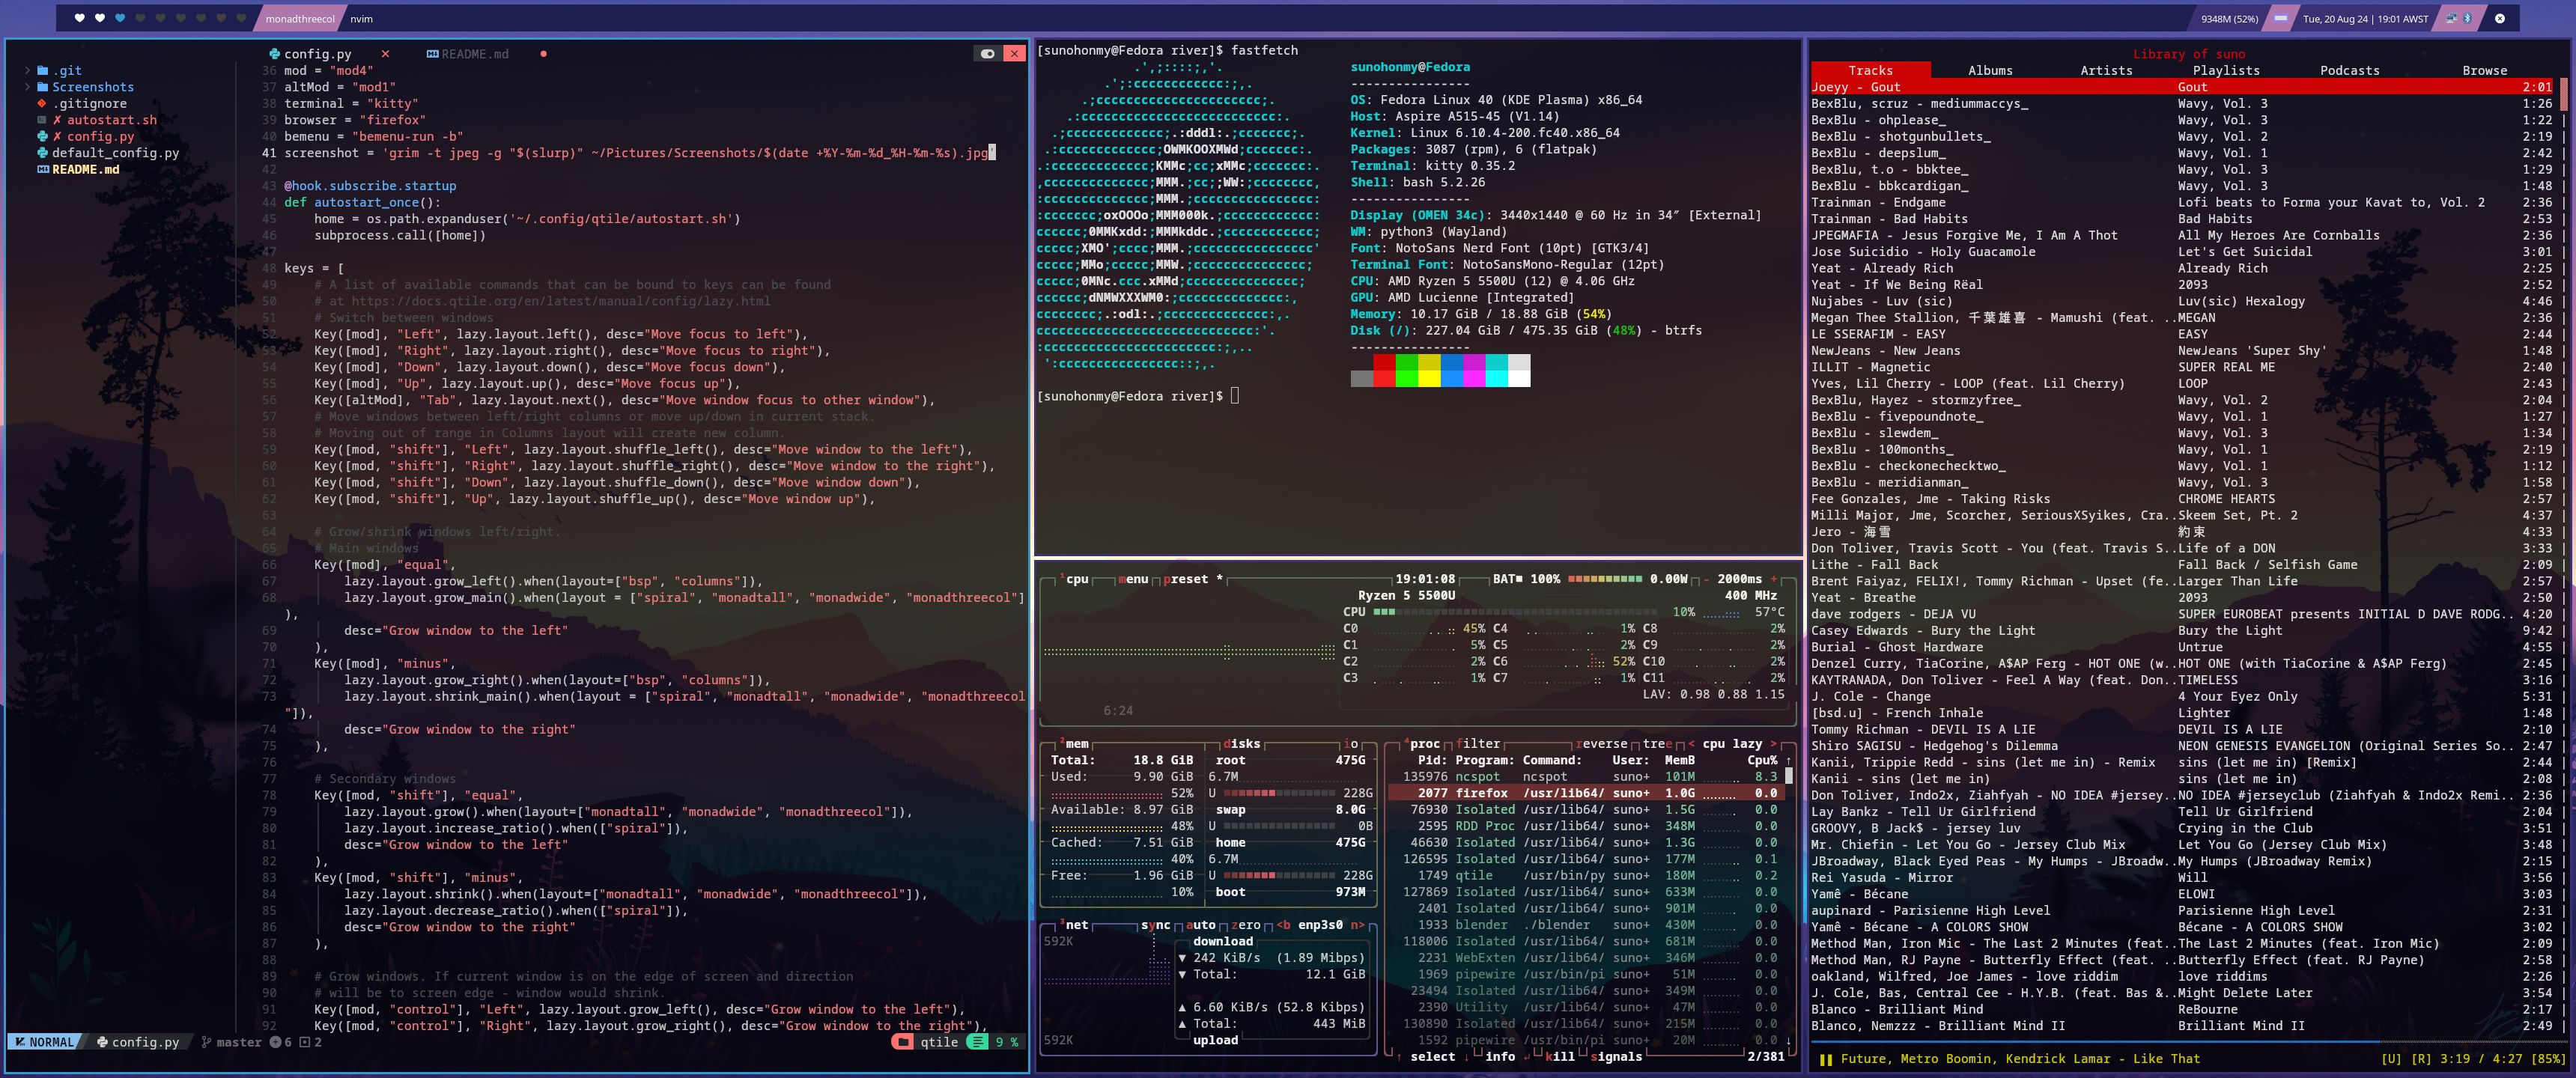 monadthreecol nvim
9348M (52%) Tue, 20 Aug 24 | 19:01 AWST
config.py README.md
.git
Screenshots
.gitignore
autostart.sh
config.py
default_config.py
README.md
36 mod = "mod4"
37 altMod = "mod1"
38 terminal = "kitty"
39 browser = "firefox"
40 bemenu = "bemenu-run -b"
41 screenshot = 'grim -t jpeg -g "$(slurp)" ~/Pictures/Screenshots/$(date +%Y-%m-%d_%H-%m-%s).jpg'
42
43 @hook.subscribe.startup
44 def autostart_once():
45 home = os.path.expanduser('~/.config/qtile/autostart.sh')
46 subprocess.call([home])
47
48 keys = [
49 # A list of available commands that can be bound to keys can be found
50 # at https://docs.qtile.org/en/latest/manual/config/lazy.html
51 # Switch between windows
52 Key([mod], "Left", lazy.layout.left(), desc="Move focus to left"),
53 Key([mod], "Right", lazy.layout.right(), desc="Move focus to right"),
54 Key([mod], "Down", lazy.layout.down(), desc="Move focus down"),
55 Key([mod], "Up", lazy.layout.up(), desc="Move focus up"),
56 Key([altMod], "Tab", lazy.layout.next(), desc="Move window focus to other window"),
57 # Move windows between left/right columns or move up/down in current stack.
58 # Moving out of range in Columns layout will create new column.
59 Key([mod, "shift"], "Left", lazy.layout.shuffle_left(), desc="Move window to the left"),
60 Key([mod, "shift"], "Right", lazy.layout.shuffle_right(), desc="Move window to the right"),
61 Key([mod, "shift"], "Down", lazy.layout.shuffle_down(), desc="Move window down"),
62 Key([mod, "shift"], "Up", lazy.layout.shuffle_up(), desc="Move window up"),
63
64 # Grow/shrink windows left/right.
65 # Main windows
66 Key([mod], "equal",
67 lazy.layout.grow_left().when(layout=["bsp", "columns"]),
68 lazy.layout.grow_main().when(layout = ["spiral", "monadtall", "monadwide", "monadthreecol"]
),
69 desc="Grow window to the left"
70 ),
71 Key([mod], "minus",
72 lazy.layout.grow_right().when(layout=["bsp", "columns"]),
73 lazy.layout.shrink_main().when(layout = ["spiral", "monadtall", "monadwide", "monadthreecol
"]),
74 desc="Grow window to the right"
75 ),
76
77 # Secondary windows
78 Key([mod, "shift"], "equal",
79 lazy.layout.grow().when(layout=["monadtall", "monadwide", "monadthreecol"]),
80 lazy.layout.increase_ratio().when(["spiral"]),
81 desc="Grow window to the left"
82 ),
83 Key([mod, "shift"], "minus",
84 lazy.layout.shrink().when(layout=["monadtall", "monadwide", "monadthreecol"]),
85 lazy.layout.decrease_ratio().when(["spiral"]),
86 desc="Grow window to the right"
87 ),
88
89 # Grow windows. If current window is on the edge of screen and direction
90 # will be to screen edge - window would shrink.
91 Key([mod, "control"], "Left", lazy.layout.grow_left(), desc="Grow window to the left"),
92 Key([mod, "control"], "Right", lazy.layout.grow_right(), desc="Grow window to the right"),
NORMAL config.py master 6 2 qtile 9 %
[sunohonmy@Fedora river]$ fastfetch
sunohonmy@Fedora
----------------
OS: Fedora Linux 40 (KDE Plasma) x86_64
Host: Aspire A515-45 (V1.14)
Kernel: Linux 6.10.4-200.fc40.x86_64
Packages: 3087 (rpm), 6 (flatpak)
Terminal: kitty 0.35.2
Shell: bash 5.2.26
----------------
Display (OMEN 34c): 3440x1440 @ 60 Hz in 34″ [External]
WM: python3 (Wayland)
Font: NotoSans Nerd Font (10pt) [GTK3/4]
Terminal Font: NotoSansMono-Regular (12pt)
CPU: AMD Ryzen 5 5500U (12) @ 4.06 GHz
GPU: AMD Lucienne [Integrated]
Memory: 10.17 GiB / 18.88 GiB (54%)
Disk (/): 227.04 GiB / 475.35 GiB (48%) - btrfs
----------------
[sunohonmy@Fedora river]$
¹cpu menu preset * 19:01:08 BAT■ 100% 0.00W - 2000ms +
Ryzen 5 5500U 400 MHz
CPU 10% 57°C
C0 45% C4 1% C8 2%
C1 5% C5 2% C9 2%
C2 2% C6 52% C10 2%
C3 1% C7 1% C11 2%
LAV: 0.98 0.88 1.15
6:24
²mem disks io
Total: 18.8 GiB root 475G
Used: 9.90 GiB 6.7M
52% U 228G
Available: 8.97 GiB swap 8.0G
48% U 0B
Cached: 7.51 GiB home 475G
40% 6.7M
Free: 1.96 GiB U 228G
10% boot 973M
³net sync auto zero <b enp3s0 n>
592K download
▼ 242 KiB/s (1.89 Mibps)
▼ Total: 12.1 GiB
▲ 6.60 KiB/s (52.8 Kibps)
▲ Total: 443 MiB
592K upload
⁴proc filter reverse tree < cpu lazy >
Pid: Program: Command: User: MemB Cpu% ↑
135976 ncspot ncspot suno+ 101M 8.3
2077 firefox /usr/lib64/ suno+ 1.0G 0.0
76930 Isolated /usr/lib64/ suno+ 1.5G 0.0
2595 RDD Proc /usr/lib64/ suno+ 348M 0.0
46630 Isolated /usr/lib64/ suno+ 1.3G 0.0
126595 Isolated /usr/lib64/ suno+ 177M 0.1
1749 qtile /usr/bin/py suno+ 180M 0.2
127869 Isolated /usr/lib64/ suno+ 633M 0.0
2401 Isolated /usr/lib64/ suno+ 901M 0.0
1933 blender ./blender suno+ 430M 0.0
118006 Isolated /usr/lib64/ suno+ 681M 0.0
2231 WebExten /usr/lib64/ suno+ 346M 0.0
1969 pipewire /usr/bin/pi suno+ 51M 0.0
23494 Isolated /usr/lib64/ suno+ 349M 0.0
2390 Utility /usr/lib64/ suno+ 47M 0.0
130890 Isolated /usr/lib64/ suno+ 215M 0.0
1592 pipewire /usr/bin/pi suno+ 20M 0.0 ↓
↑ select ↓ info ↲ kill signals 2/381
Library of suno
Tracks Albums Artists Playlists Podcasts Browse
Joeyy - Gout Gout 2:01
BexBlu, scruz - mediummaccys_ Wavy, Vol. 3 1:26
BexBlu - ohplease_ Wavy, Vol. 3 1:22
BexBlu - shotgunbullets_ Wavy, Vol. 2 2:19
BexBlu - deepslum_ Wavy, Vol. 1 2:42
BexBlu, t.o - bbktee_ Wavy, Vol. 3 1:29
BexBlu - bbkcardigan_ Wavy, Vol. 3 1:48
Trainman - Endgame Lofi beats to Forma your Kavat to, Vol. 2 2:36
Trainman - Bad Habits Bad Habits 2:53
JPEGMAFIA - Jesus Forgive Me, I Am A Thot All My Heroes Are Cornballs 2:36
Jose Suicidio - Holy Guacamole Let's Get Suicidal 3:01
Yeat - Already Rich Already Rich 2:25
Yeat - If We Being Rëal 2093 2:52
Nujabes - Luv (sic) Luv(sic) Hexalogy 4:46
Megan Thee Stallion, 千葉雄喜 - Mamushi (feat. ..MEGAN 2:36
LE SSERAFIM - EASY EASY 2:44
NewJeans - New Jeans NewJeans 'Super Shy' 1:48
ILLIT - Magnetic SUPER REAL ME 2:40
Yves, Lil Cherry - LOOP (feat. Lil Cherry) LOOP 2:43
BexBlu, Hayez - stormzyfree_ Wavy, Vol. 2 2:04
BexBlu - fivepoundnote_ Wavy, Vol. 1 1:27
BexBlu - slewdem_ Wavy, Vol. 3 1:34
BexBlu - 100months_ Wavy, Vol. 1 2:19
BexBlu - checkonechecktwo_ Wavy, Vol. 1 1:12
BexBlu - meridianman_ Wavy, Vol. 3 1:58
Fee Gonzales, Jme - Taking Risks CHROME HEARTS 2:57
Milli Major, Jme, Scorcher, SeriousXSyikes, Cra..Skeem Set, Pt. 2 4:37
Jero - 海雪 約束 4:33
Don Toliver, Travis Scott - You (feat. Travis S..Life of a DON 3:33
Lithe - Fall Back Fall Back / Selfish Game 2:09
Brent Faiyaz, FELIX!, Tommy Richman - Upset (fe..Larger Than Life 2:57
Yeat - Breathe 2093 2:50
dave rodgers - DEJA VU SUPER EUROBEAT presents INITIAL D DAVE RODG.. 4:20
Casey Edwards - Bury the Light Bury the Light 9:42
Burial - Ghost Hardware Untrue 4:55
Denzel Curry, TiaCorine, A$AP Ferg - HOT ONE (w..HOT ONE (with TiaCorine & A$AP Ferg) 2:45
KAYTRANADA, Don Toliver - Feel A Way (feat. Don..TIMELESS 3:16
J. Cole - Change 4 Your Eyez Only 5:31
[bsd.u] - French Inhale Lighter 1:48
Tommy Richman - DEVIL IS A LIE DEVIL IS A LIE 2:10
Shiro SAGISU - Hedgehog's Dilemma NEON GENESIS EVANGELION (Original Series So.. 2:47
Kanii, Trippie Redd - sins (let me in) - Remix sins (let me in) [Remix] 2:44
Kanii - sins (let me in) sins (let me in) 2:08
Don Toliver, Indo2x, Ziahfyah - NO IDEA #jersey..NO IDEA #jerseyclub (Ziahfyah & Indo2x Remi.. 2:36
Lay Bankz - Tell Ur Girlfriend Tell Ur Girlfriend 2:04
GROOVY, B Jack$ - jersey luv Crying in the Club 3:51
Mr. Chiefin - Let You Go - Jersey Club Mix Let You Go (Jersey Club Mix) 3:48
JBroadway, Black Eyed Peas - My Humps - JBroadw..My Humps (JBroadway Remix) 2:15
Rei Yasuda - Mirror Will 3:56
Yamê - Bécane ELOWI 3:03
aupinard - Parisienne High Level Parisienne High Level 2:31
Yamê - Bécane - A COLORS SHOW Bécane - A COLORS SHOW 3:02
Method Man, Iron Mic - The Last 2 Minutes (feat..The Last 2 Minutes (feat. Iron Mic) 2:09
Method Man, RJ Payne - Butterfly Effect (feat. ..Butterfly Effect (feat. RJ Payne) 2:58
oakland, Wilfred, Joe James - love riddim love riddims 2:26
J. Cole, Bas, Central Cee - H.Y.B. (feat. Bas &..Might Delete Later 3:54
Blanco - Brilliant Mind ReBourne 2:17
Blanco, Nemzzz - Brilliant Mind II Brilliant Mind II 2:49
Future, Metro Boomin, Kendrick Lamar - Like That [U] [R] 3:19 / 4:27 [85%]